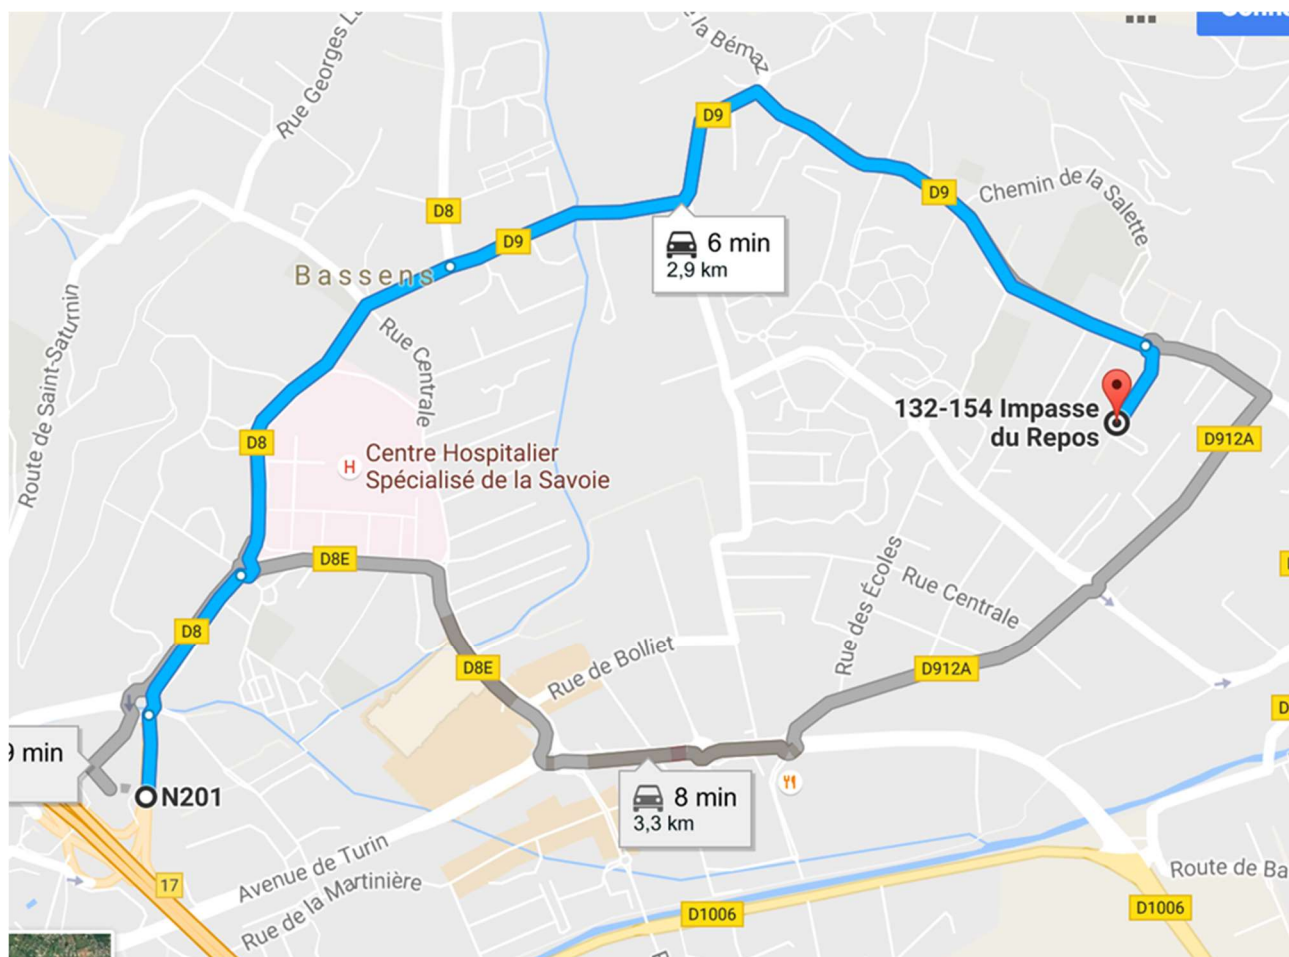 de la Bémaz
Rue Georges La
D9
D8
D9
Chemin de la Salette
6 min
2,9 km
D9
Bassens
Route de Saint-Saturnin
Rue Centrale
132-154 Impasse
du Repos
D912A
D8
H
Centre Hospitalier
Spécialisé de la Savoie
D8E
Rue des Écoles
Rue Centrale
D8
D8E
Rue de Bolliet
D912A
D
9 min
N201
8 min
3,3 km
Avenue de Turin
Rue de la Martinière
17
Route de Ba
D1006
D1006